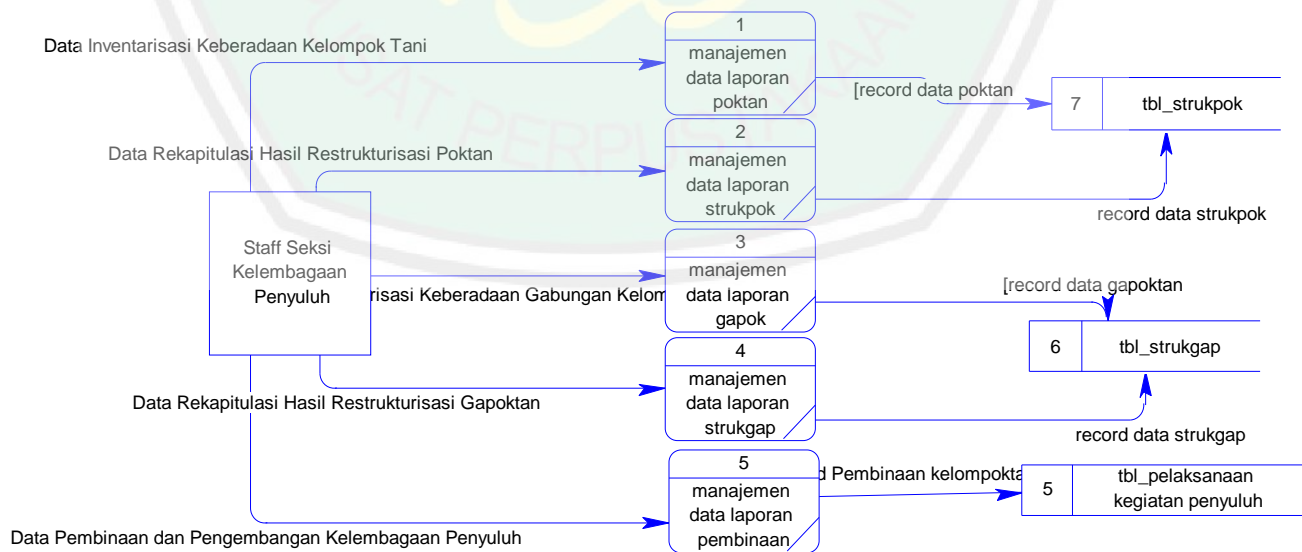 1
Data Inventarisasi Keberadaan Kelompok Tani
manajemen
data laporan
poktan
[record data poktan
7
tbl_strukpok
2
Data Rekapitulasi Hasil Restrukturisasi Poktan
manajemen
data laporan
strukpok
record data strukpok
Staff Seksi
Kelembagaan
Penyuluh
3
manajemen
data laporan
gapok
Keberadaan Gabungan
[record data gapoktan
6
tbl_strukgap
4
manajemen
data laporan
strukgap
Data Rekapitulasi Hasil Restrukturisasi Gapoktan
record data strukgap
5
manajemen
data laporan
pembinaan
Pembinaan
5
tbl_pelaksanaan
kegiatan penyuluh
Data Pembinaan dan Pengembangan Kelembagaan Penyuluh